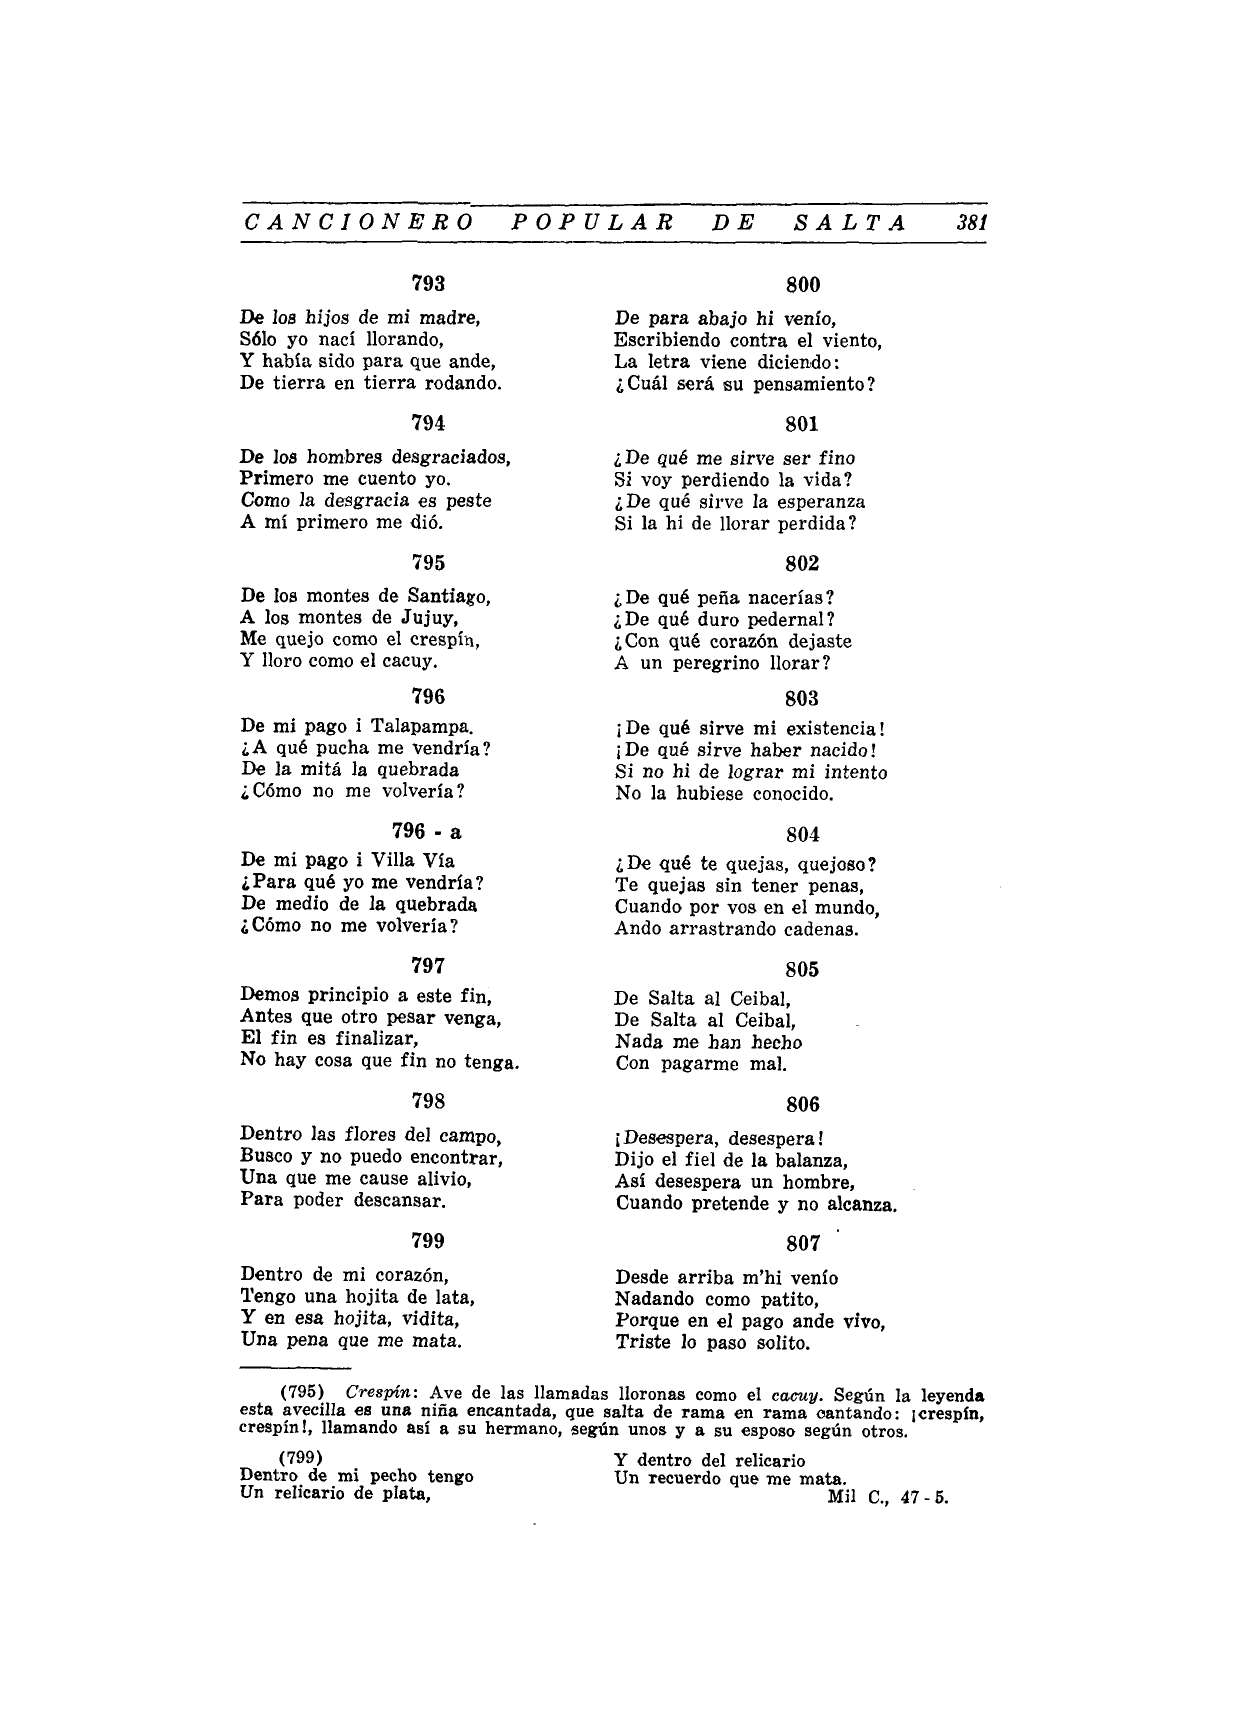 CANCIONERO POPULAR DE SALTA 381
793
De los hijos de mi madre,
Sólo yo nací llorando,
Y había sido para que ande,
De tierra en tierra rodando.
794
De los hombres desgraciados,
Primero me cuento yo.
Como la desgracia es peste
A mí primero me dió.
795
De los montes de Santiago,
A los montes de Jujuy,
Me quejo como el crespín,
Y lloro como el cacuy.
796
De mi pago i Talapampa.
¿A qué pucha me vendría?
De la mitá la quebrada
¿Cómo no me volvería?
796 - a
De mi pago i Villa Vía
¿Para qué yo me vendría?
De medio de la quebrada
¿Cómo no me volvería?
797
Demos principio a este fin,
Antes que otro pesar venga,
El fin es finalizar,
No hay cosa que fin no tenga.
798
Dentro las flores del campo,
Busco y no puedo encontrar,
Una que me cause alivio,
Para poder descansar.
799
Dentro de mi corazón,
Tengo una hojita de lata,
Y en esa hojita, vidita,
Una pena que me mata.
800
De para abajo hi venío,
Escribiendo contra el viento,
La letra viene diciendo:
¿Cuál será su pensamiento?
801
¿De qué me sirve ser fino
Si voy perdiendo la vida?
¿De qué sirve la esperanza
Si la hi de llorar perdida?
802
¿De qué peña nacerías?
¿De qué duro pedernal?
¿Con qué corazón dejaste
A un peregrino llorar?
803
¡De qué sirve mi existencia!
¡De qué sirve haber nacido!
Si no hi de lograr mi intento
No la hubiese conocido.
804
¿De qué te quejas, quejoso?
Te quejas sin tener penas,
Cuando por vos en el mundo,
Ando arrastrando cadenas.
805
De Salta al Ceibal,
De Salta al Ceibal,
Nada me han hecho
Con pagarme mal.
806
¡Desespera, desespera!
Dijo el fiel de la balanza,
Así desespera un hombre,
Cuando pretende y no alcanza.
807
Desde arriba m'hi venío
Nadando como patito,
Porque en el pago ande vivo,
Triste lo paso solito.
(795) Crespín: Ave de las llamadas lloronas como el cacuy. Según la leyenda
esta avecilla es una niña encantada, que salta de rama en rama cantando: ¡crespín,
crespín!, llamando así a su hermano, según unos y a su esposo según otros.
(799)
Dentro de mi pecho tengo
Un relicario de plata,
Y dentro del relicario
Un recuerdo que me mata.
Mil C., 47 - 5.